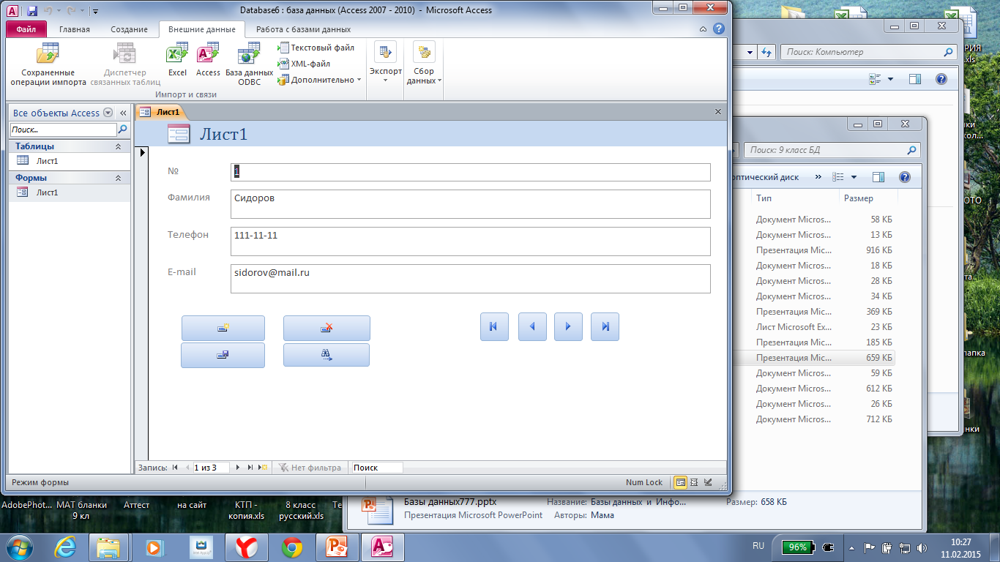 Database6 : база данных (Access 2007 - 2010) - Microsoft Access
Файл Главная Создание Внешние данные Работа с базами данных
Сохраненные операции импорта
Диспетчер связанных таблиц
Excel
Access
База данных ODBC
Текстовый файл
XML-файл
Дополнительно
Экспорт
Сбор данных
Импорт и связи
Все объекты Access
Поиск...
Таблицы
Лист1
Формы
Лист1
Лист1
Лист1
№ 1
Фамилия Сидоров
Телефон 111-11-11
E-mail sidorov@mail.ru
Запись: 1 из 3 Нет фильтра Поиск
Режим формы Num Lock
Поиск: Компьютер
Поиск: 9 класс БД
оптический диск »
Тип Размер
Документ Micros... 58 КБ
Документ Micros... 13 КБ
Презентация Mic... 916 КБ
Документ Micros... 18 КБ
Документ Micros... 28 КБ
Документ Micros... 34 КБ
Презентация Mic... 369 КБ
Лист Microsoft Ex... 23 КБ
Презентация Mic... 185 КБ
Презентация Mic... 659 КБ
Документ Micros... 59 КБ
Документ Micros... 612 КБ
Документ Micros... 26 КБ
Документ Micros... 712 КБ
Базы данных777.pptx Название: Базы данных и Инфо... Размер: 658 КБ
Презентация Microsoft PowerPoint Авторы: Мама
AdobePhot...
МАТ бланки
9 кл
Аттест
на сайт
КТП -
копия.xls
8 класс
русский.xls
RU 96% 10:27
11.02.2015